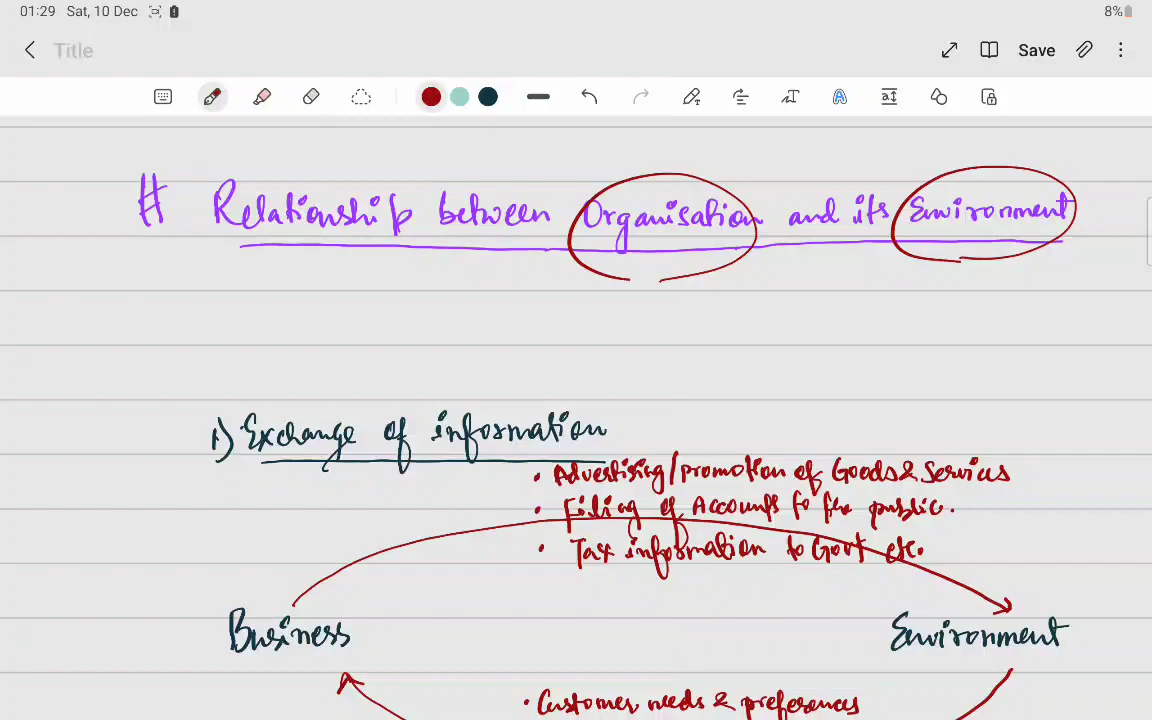 01:29 Sat, 10 Dec 8%
Title Save
# Relationship between Organisation and its Environment
1) Exchange of information
• Advertising/promotion of Goods & Services
• Filing of Accounts to the public.
• Tax information to Govt etc.
Business Environment
• Customer needs & preferences